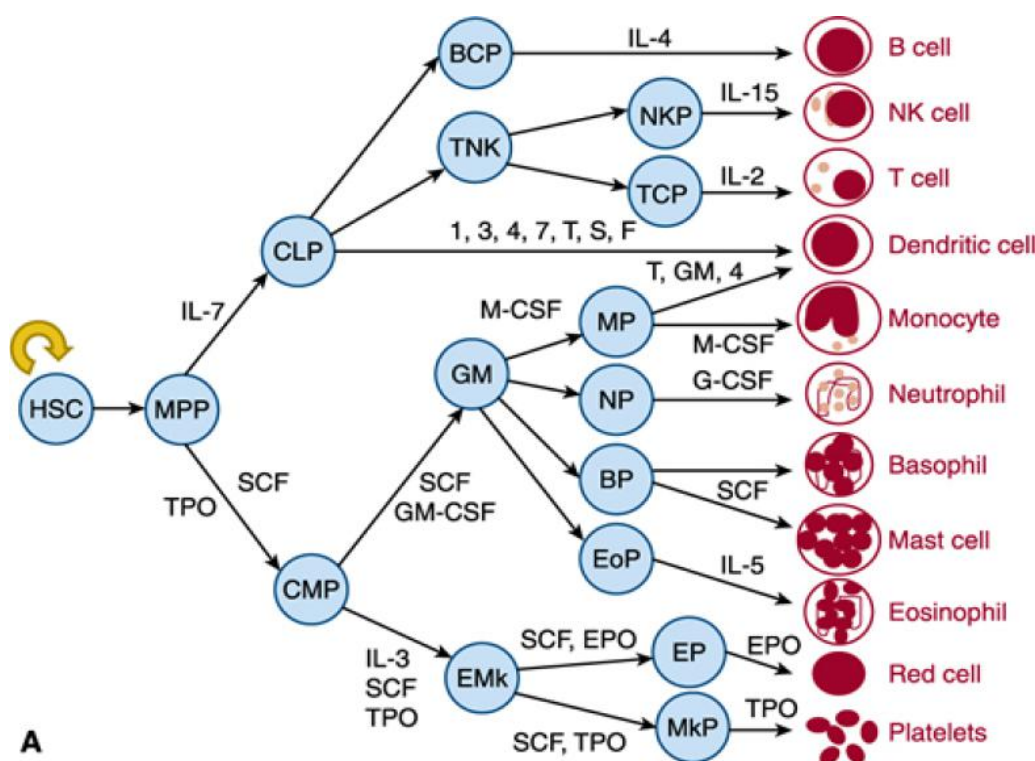 BCP
IL-4
B cell
NKP
IL-15
NK cell
TNK
TCP
IL-2
T cell
CLP
1, 3, 4, 7, T, S, F
Dendritic cell
T, GM, 4
IL-7
M-CSF
MP
M-CSF
Monocyte
HSC
MPP
GM
NP
G-CSF
Neutrophil
SCF
TPO
SCF
GM-CSF
BP
SCF
Basophil
Mast cell
CMP
EoP
IL-5
Eosinophil
IL-3
SCF
TPO
EMk
SCF, EPO
EP
EPO
Red cell
SCF, TPO
MkP
TPO
Platelets
A